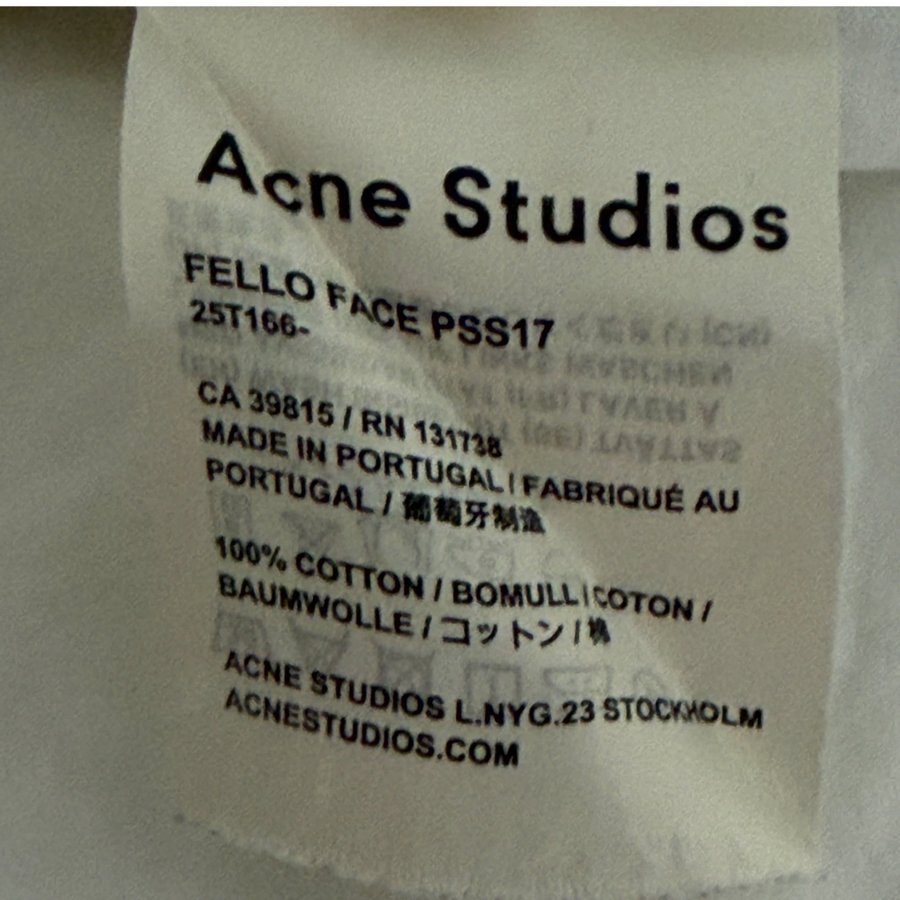 Acne Studios
FELLO FACE PSS17
25T166-
CA 39815 / RN 131738
MADE IN PORTUGAL / FABRIQUÉ AU
PORTUGAL / 葡萄牙制造
100% COTTON / BOMULL / COTON /
BAUMWOLLE / コットン / 棉
ACNE STUDIOS L.NYG.23 STOCKHOLM
ACNESTUDIOS.COM